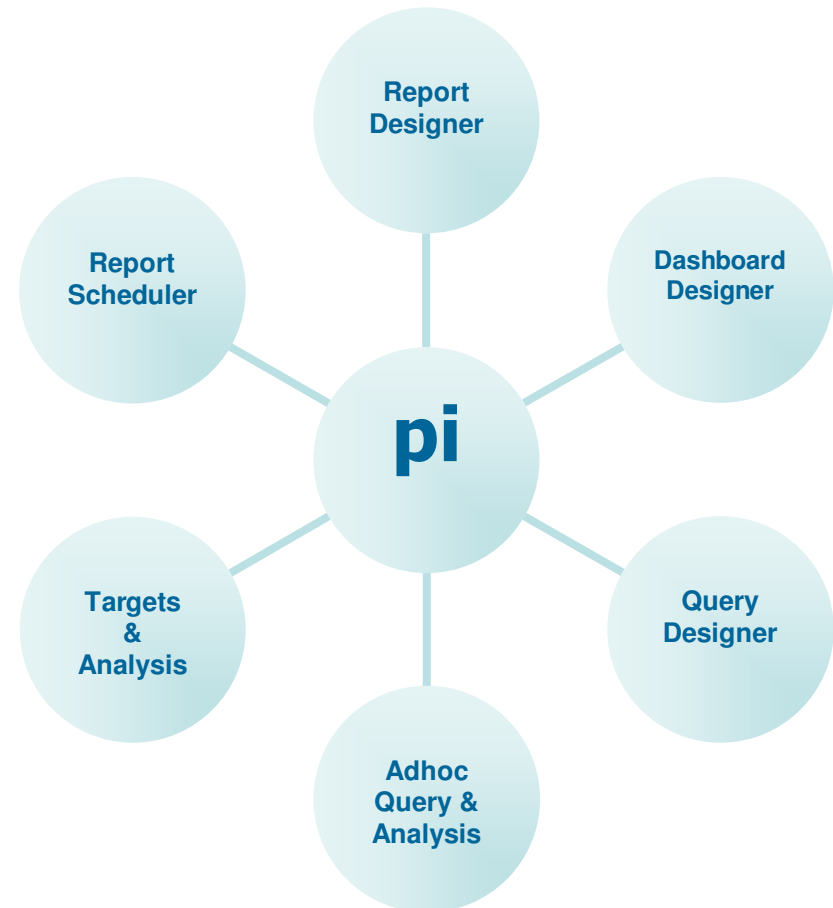 Report
Designer
Report
Scheduler
Dashboard
Designer
pi
Targets
&
Analysis
Query
Designer
Adhoc
Query &
Analysis